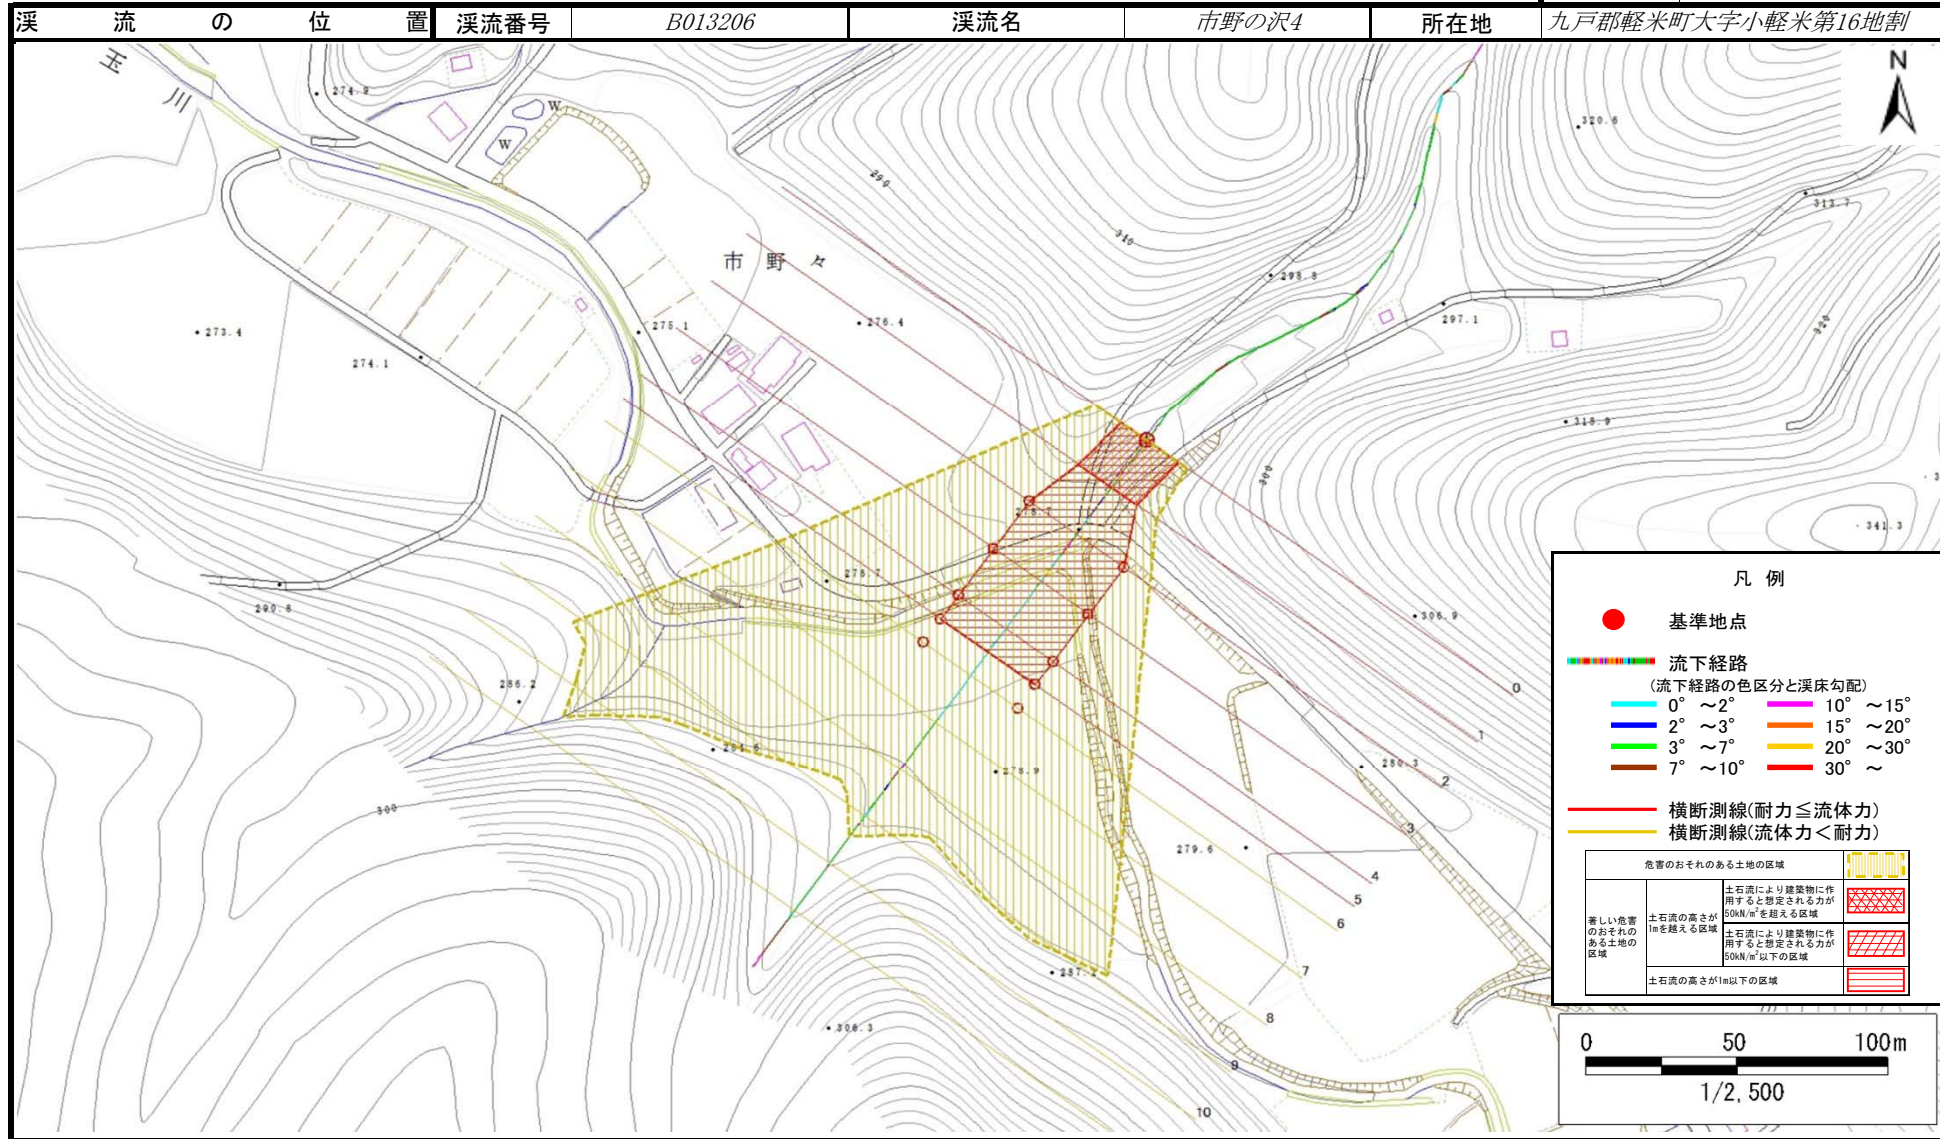 渓流の位置 渓流番号 B013206 渓流名 市野の沢4 所在地 九戸郡軽米町大字小軽米第16地割
玉川
N
274.9
W
W
320.6
290
313.7
310
市野々
298.8
276.4
275.1
297.1
273.4
274.1
320
318.9
300
276.7
341.3
276.7
290.8
306.9
286.2
0
1
281.6
276.9
280.3
2
300
3
279.6
4
5
6
287.2
7
306.3
8
9
10
凡 例
基準地点
流下経路
(流下経路の色区分と渓床勾配)
0° ～2° 10° ～15°
2° ～3° 15° ～20°
3° ～7° 20° ～30°
7° ～10° 30° ～
横断測線(耐力≦流体力)
横断測線(流体力＜耐力)
危害のおそれのある土地の区域
著しい危害
のおそれの
ある土地の
区域
土石流の高さが
1mを越える区域
土石流により建築物に作
用すると想定される力が
50kN/m²を超える区域
土石流により建築物に作
用すると想定される力が
50kN/m²以下の区域
土石流の高さが1m以下の区域
0 50 100m
1/2,500